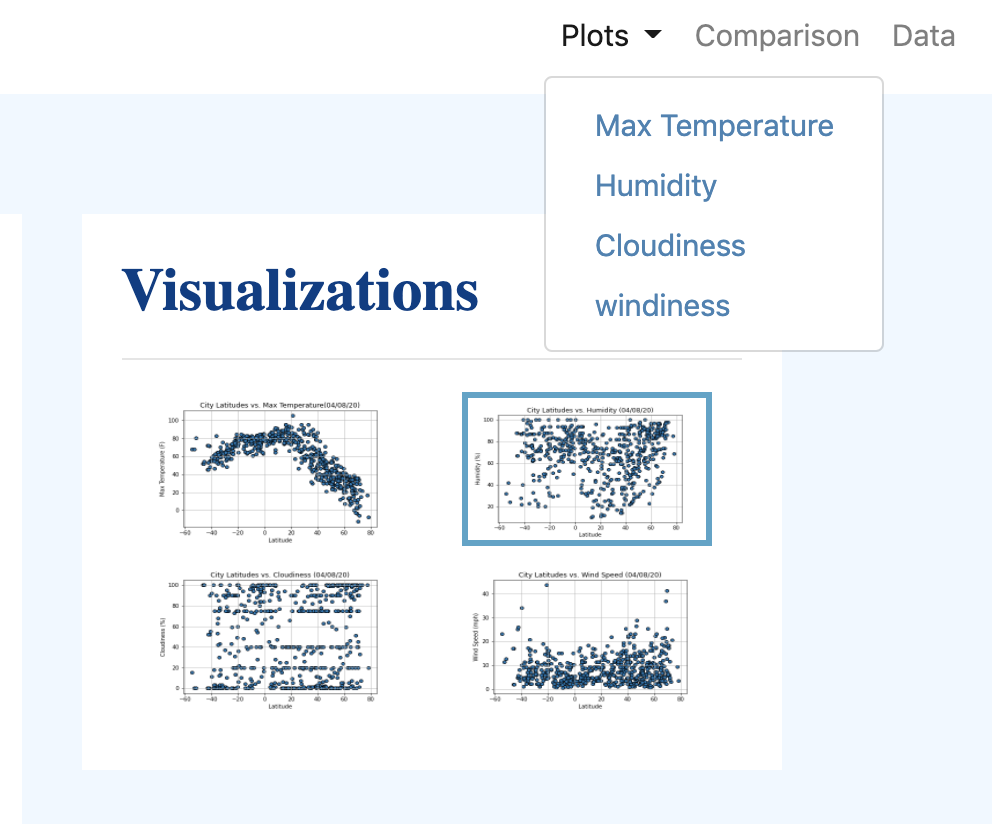 Plots Comparison Data
Max Temperature
Humidity
Cloudiness
windiness
Visualizations
City Latitudes vs. Max Temperature(04/08/20)
Max Temperature (F)
100
80
60
40
20
0
−60 −40 −20 0 20 40 60 80
Latitude
City Latitudes vs. Humidity (04/08/20)
Humidity (%)
100
80
60
40
20
−60 −40 −20 0 20 40 60 80
Latitude
City Latitudes vs. Cloudiness (04/08/20)
Cloudiness (%)
100
80
60
40
20
0
−60 −40 −20 0 20 40 60 80
Latitude
City Latitudes vs. Wind Speed (04/08/20)
Wind Speed (mph)
40
30
20
10
0
−60 −40 −20 0 20 40 60 80
Latitude